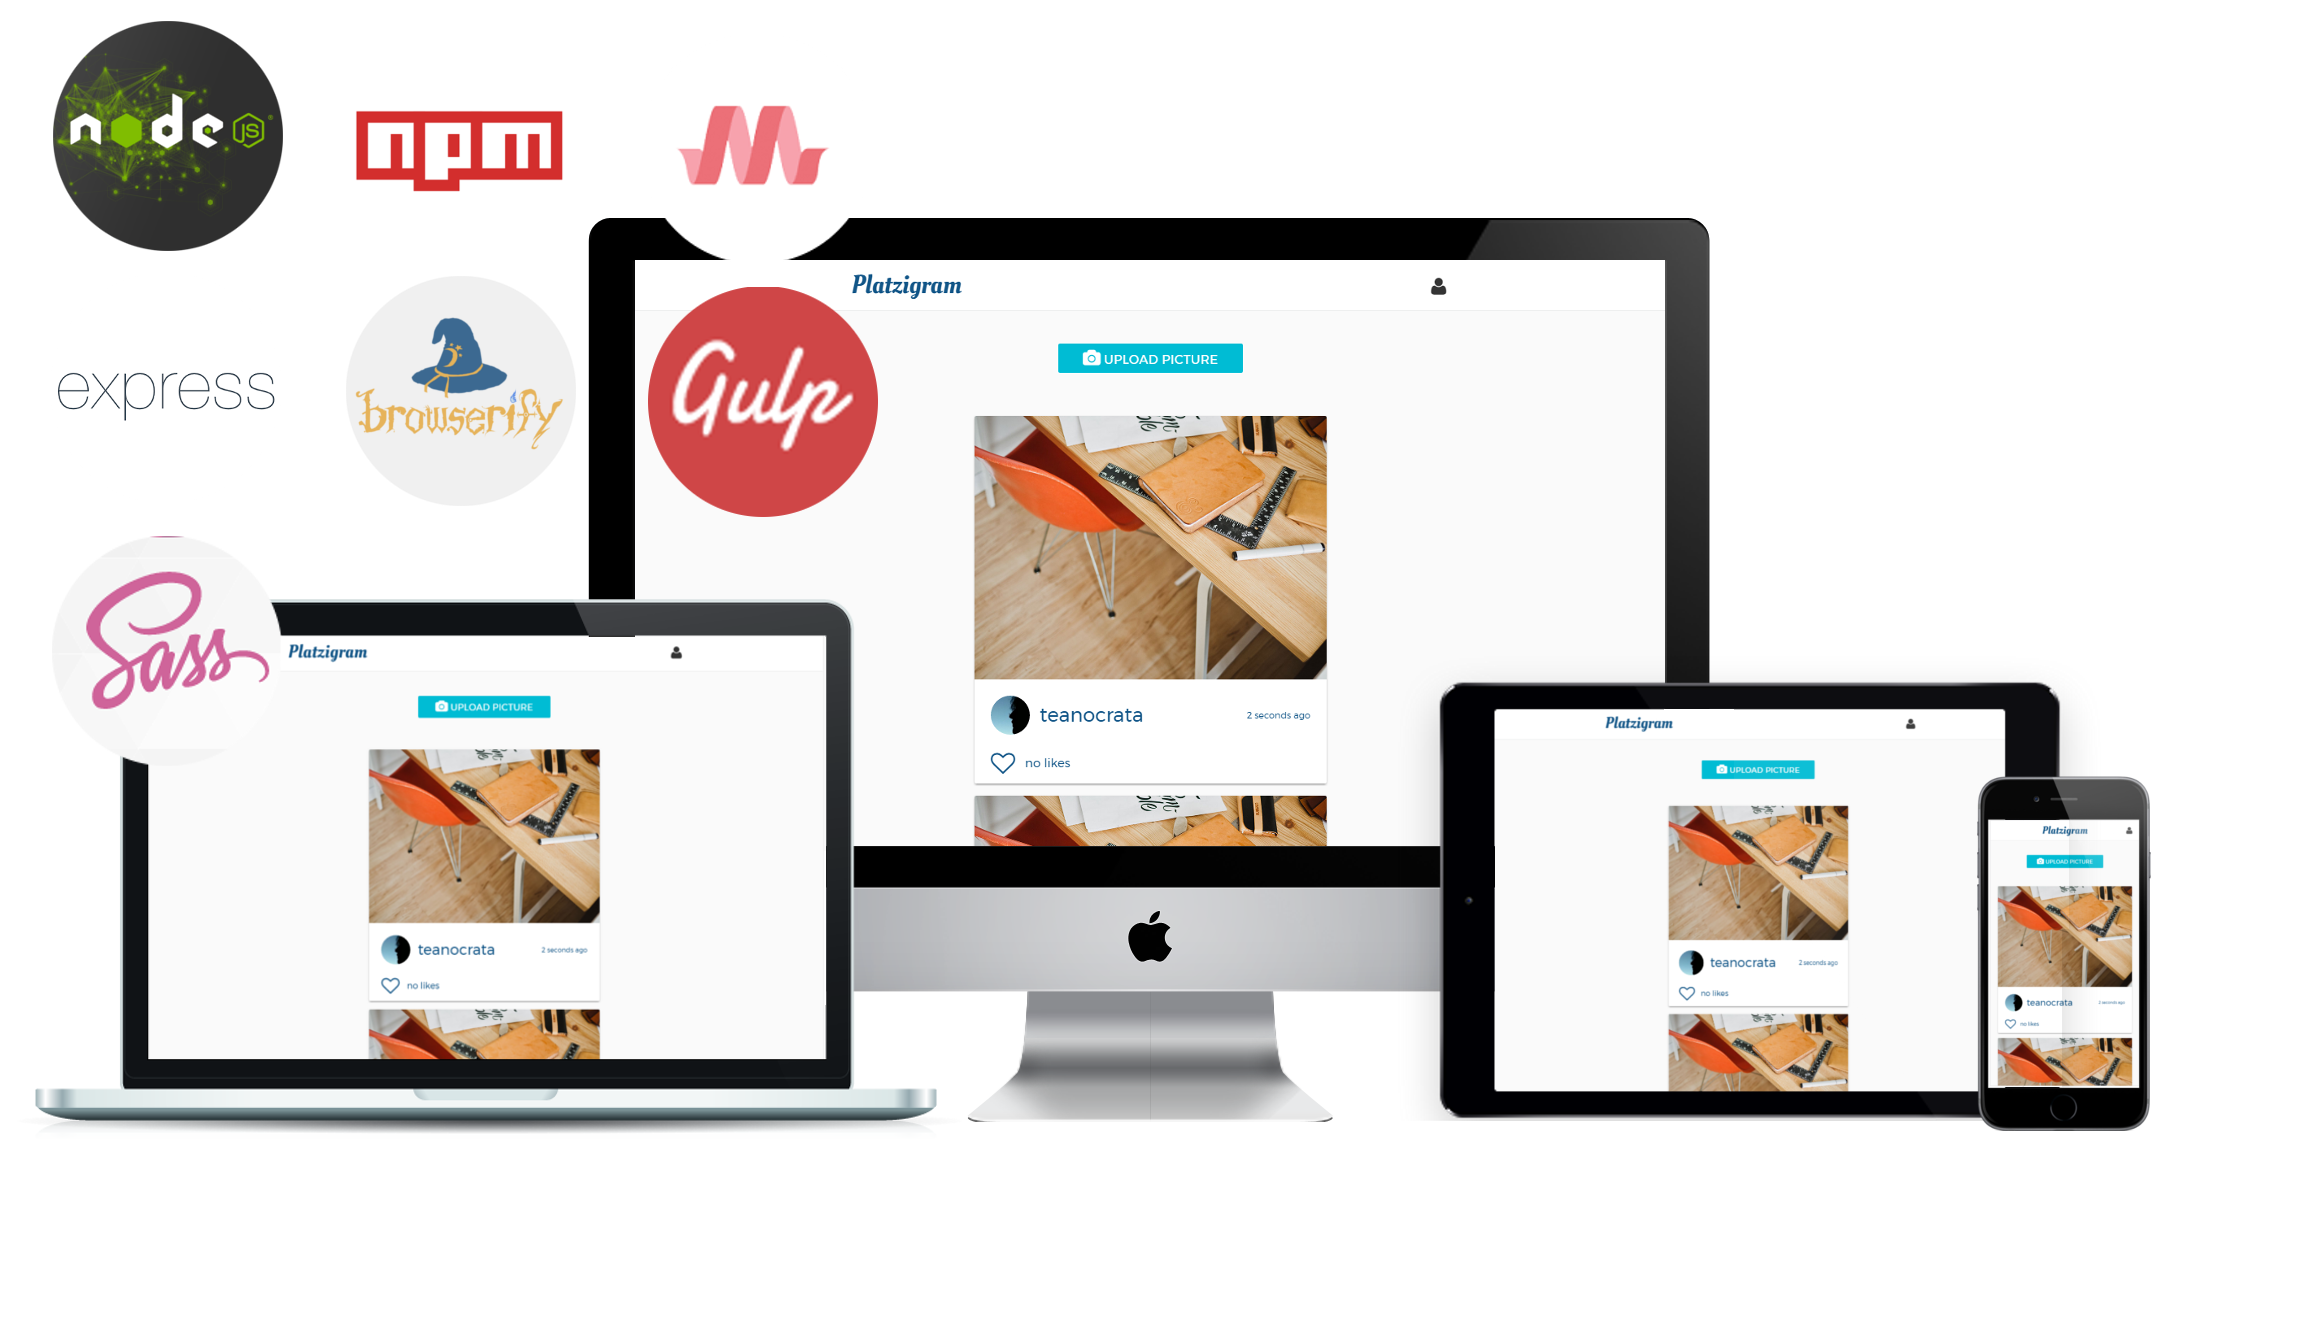 node JS
npm
express
browserify
Gulp
Sass
Platzigram
UPLOAD PICTURE
teanocrata
2 seconds ago
no likes
Platzigram
UPLOAD PICTURE
teanocrata
2 seconds ago
no likes
Platzigram
UPLOAD PICTURE
teanocrata
2 seconds ago
no likes
Platzigram
UPLOAD PICTURE
teanocrata
2 seconds ago
no likes